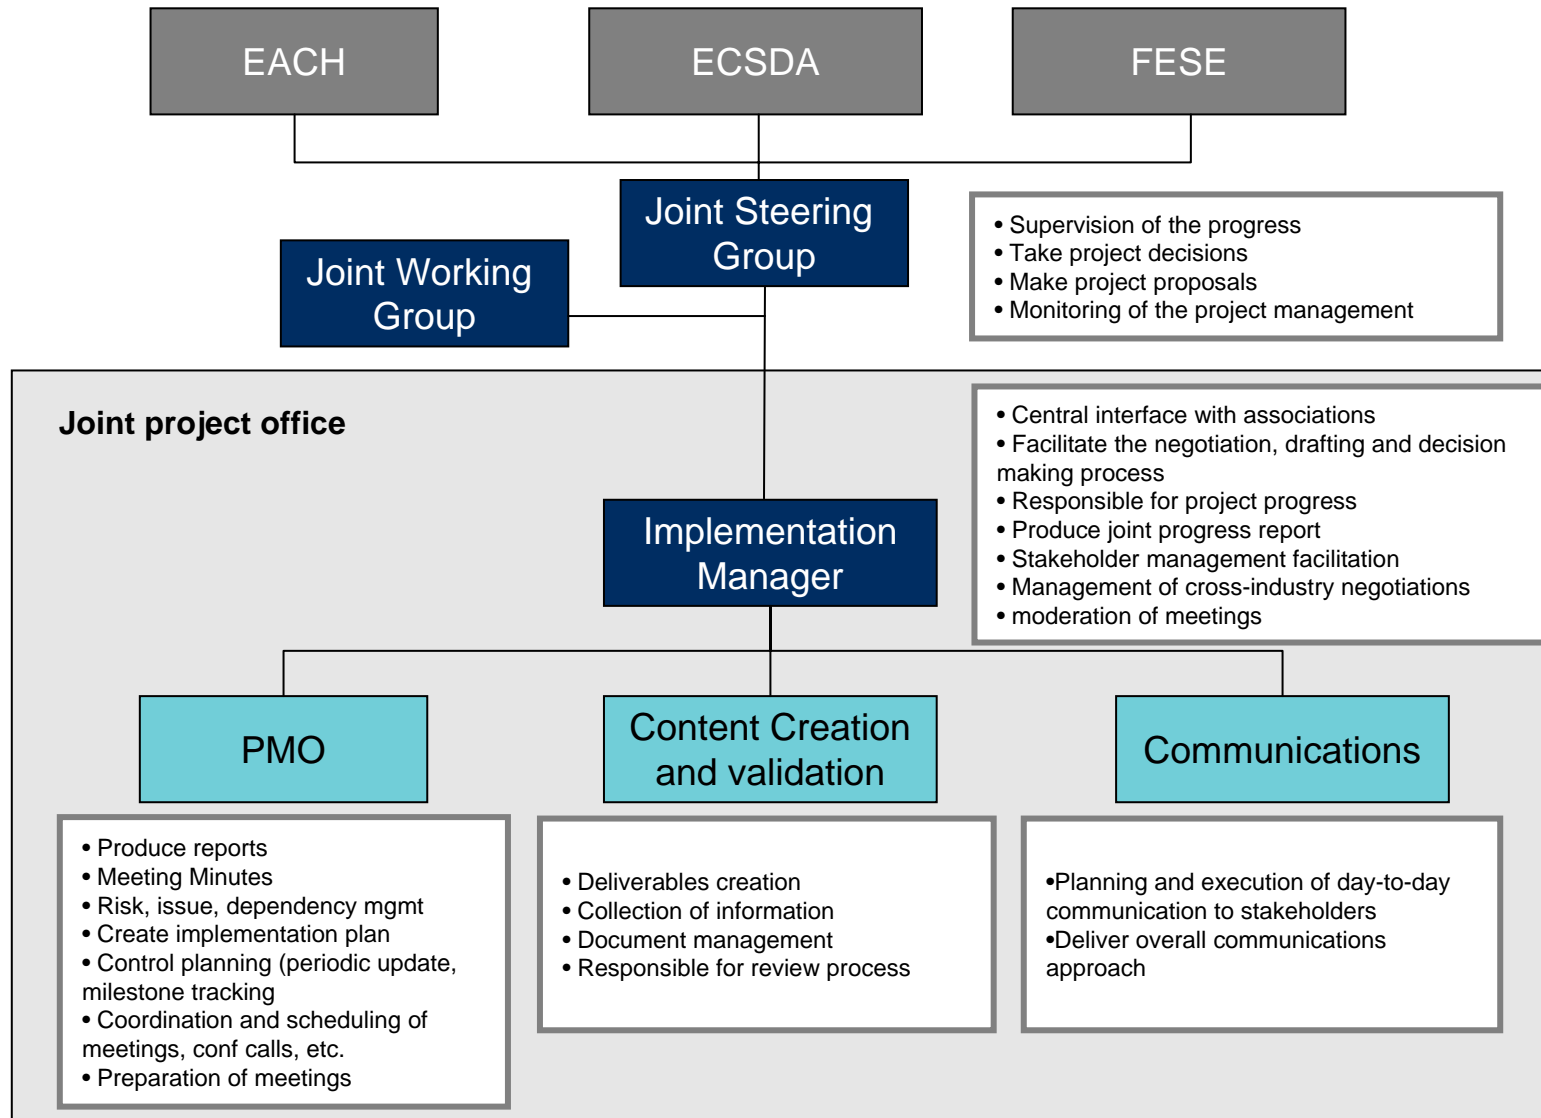 EACH
ECSDA
FESE
Joint Steering
Group
Joint Working
Group
• Supervision of the progress
• Take project decisions
• Make project proposals
• Monitoring of the project management
Joint project office
• Central interface with associations
• Facilitate the negotiation, drafting and decision
making process
• Responsible for project progress
• Produce joint progress report
• Stakeholder management facilitation
• Management of cross-industry negotiations
• moderation of meetings
Implementation
Manager
PMO
Content Creation
and validation
Communications
• Produce reports
• Meeting Minutes
• Risk, issue, dependency mgmt
• Create implementation plan
• Control planning (periodic update,
milestone tracking
• Coordination and scheduling of
meetings, conf calls, etc.
• Preparation of meetings
• Deliverables creation
• Collection of information
• Document management
• Responsible for review process
•Planning and execution of day-to-day
communication to stakeholders
•Deliver overall communications
approach